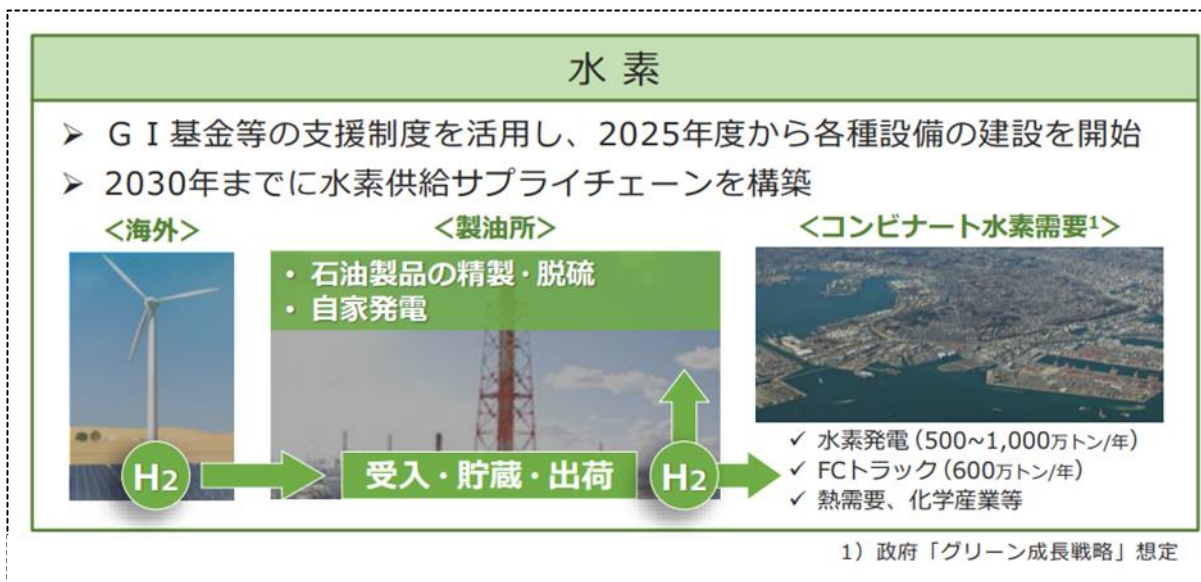 水 素
➢ ＧＩ基金等の支援制度を活用し、2025年度から各種設備の建設を開始
➢ 2030年までに水素供給サプライチェーンを構築
＜海外＞
＜製油所＞
＜コンビナート水素需要¹＞
・ 石油製品の精製・脱硫
・ 自家発電
H2
受入・貯蔵・出荷
H2
✓ 水素発電（500~1,000万トン/年）
✓ FCトラック（600万トン/年）
✓ 熱需要、化学産業等
1）政府「グリーン成長戦略」想定